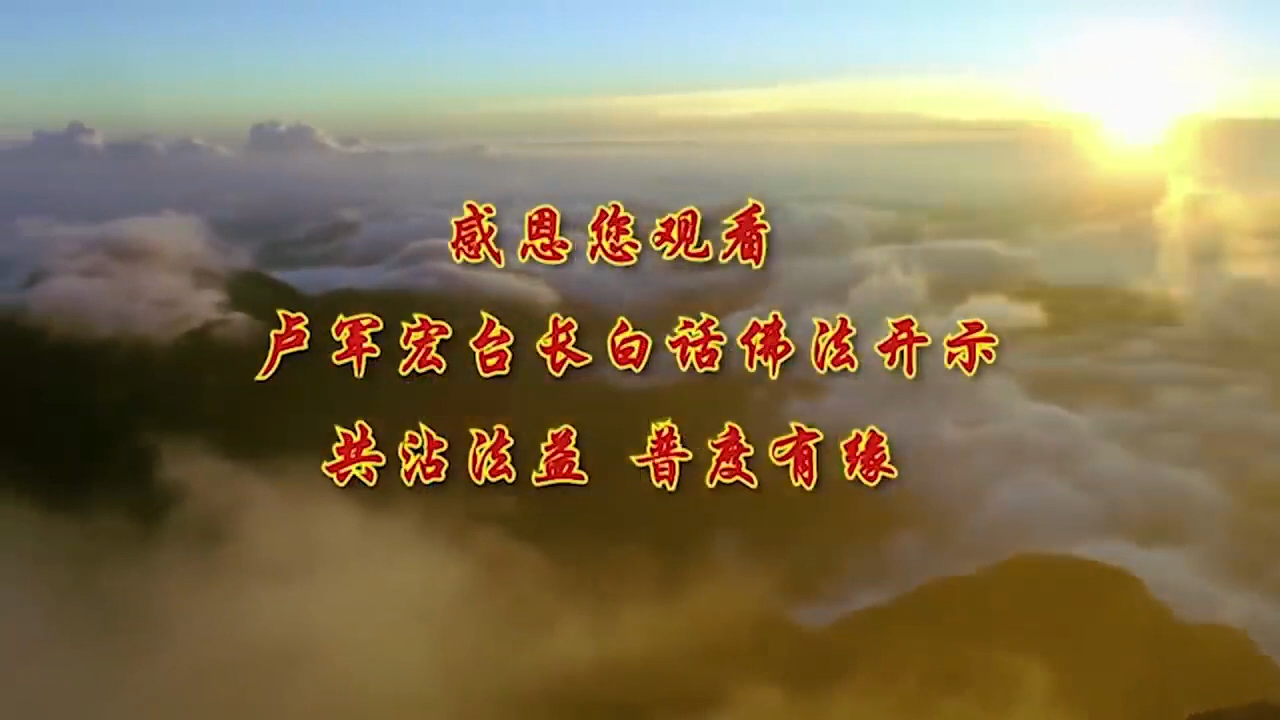 感恩您观看
卢军宏台长白话佛法开示
共沾法益 普度有缘